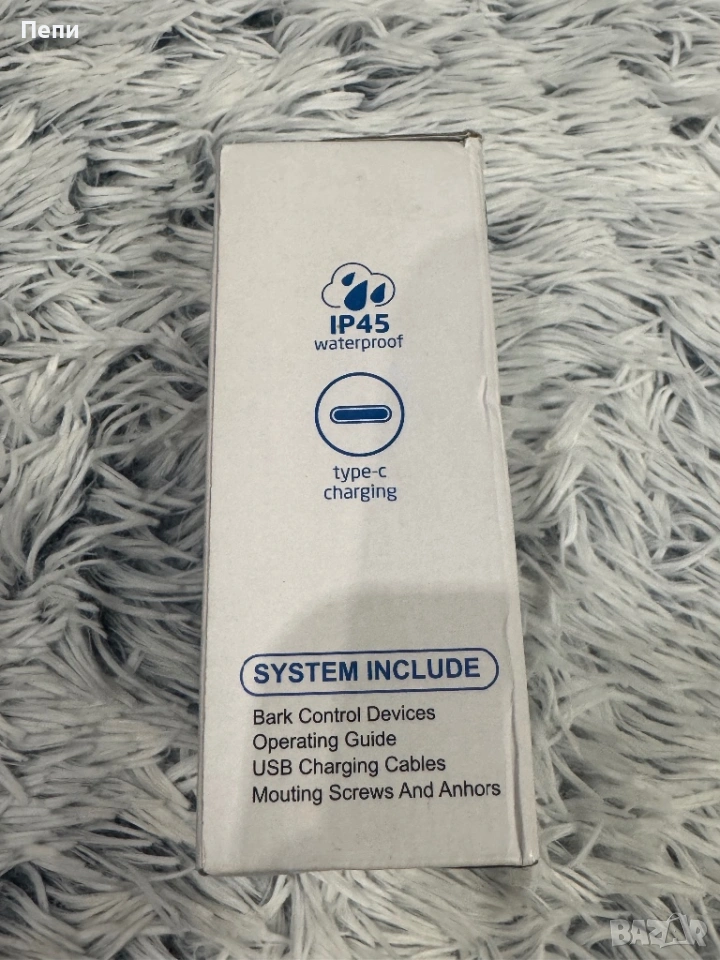 Пепи
IP45
waterproof
type-c
charging
SYSTEM INCLUDE
Bark Control Devices
Operating Guide
USB Charging Cables
Mouting Screws And Anhors
BAZAR